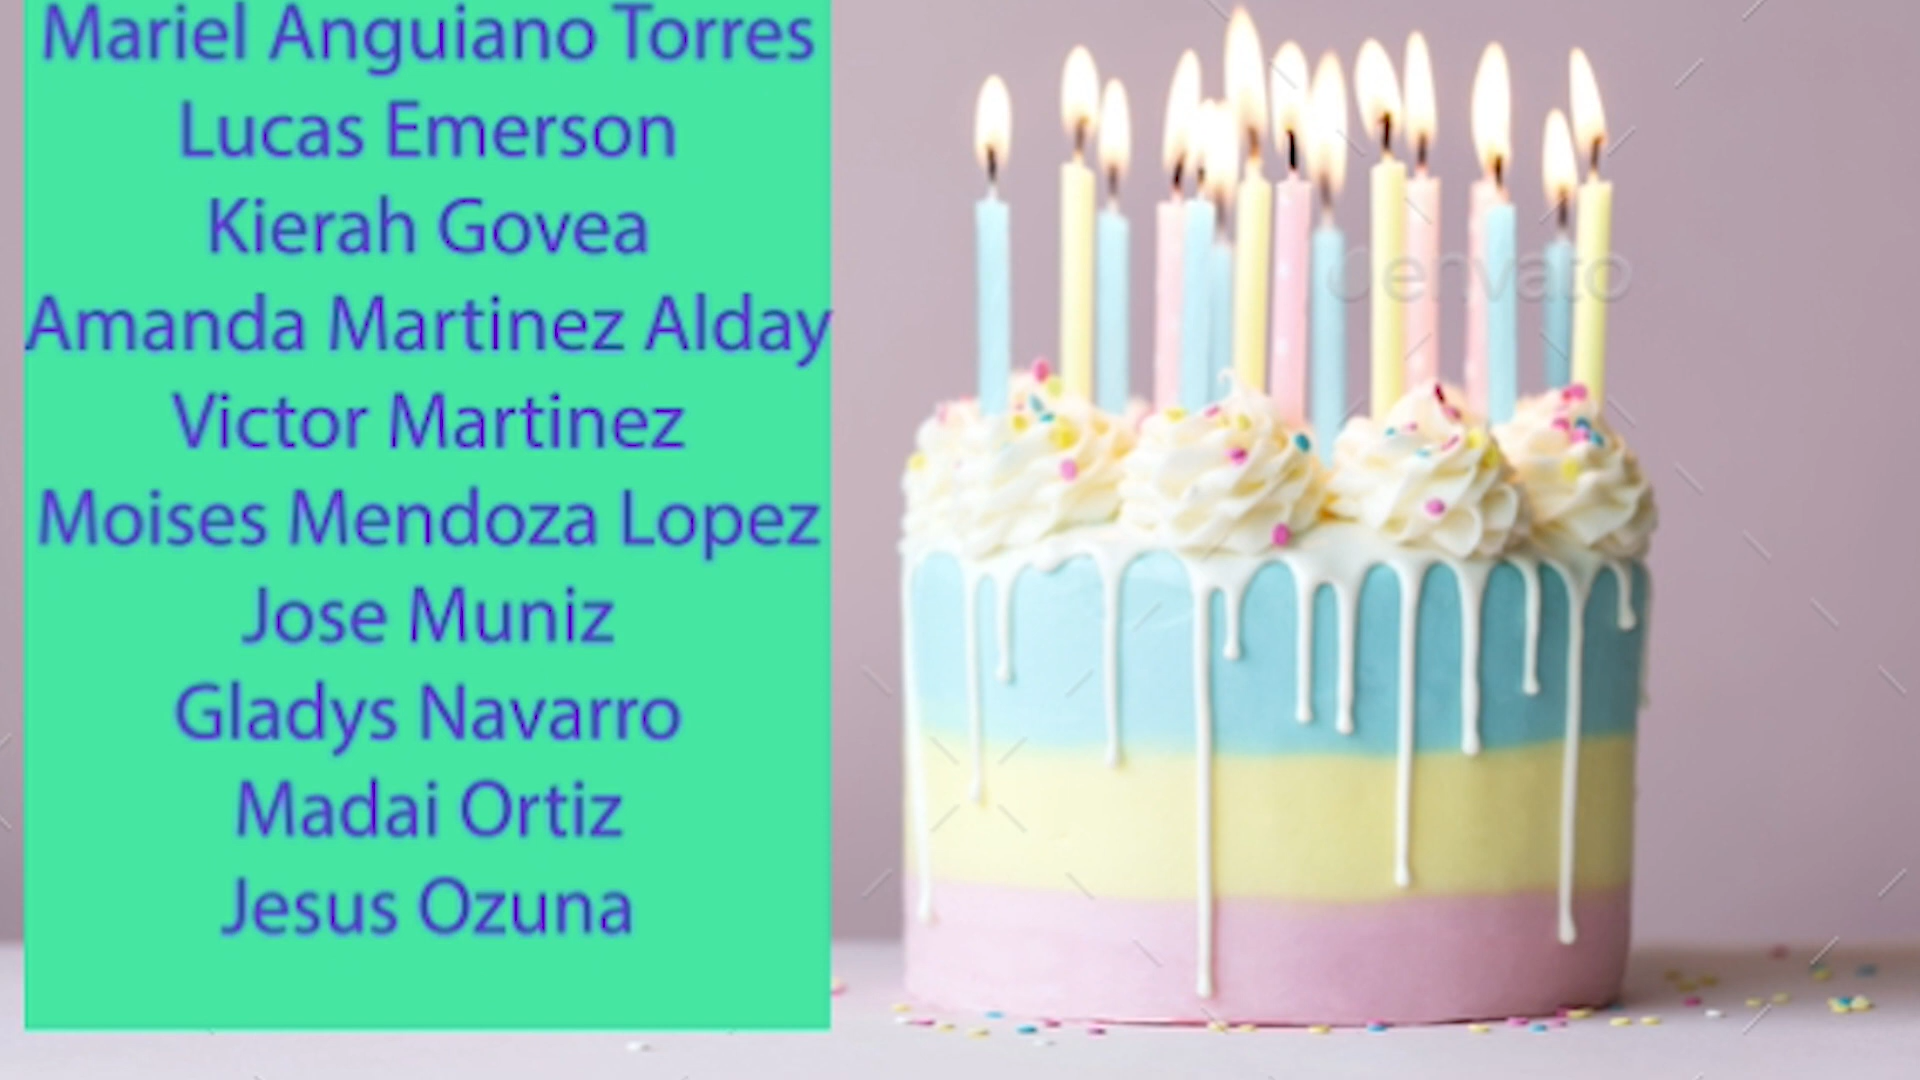 Mariel Anguiano Torres
Lucas Emerson
Kierah Govea
Amanda Martinez Alday
Victor Martinez
Moises Mendoza Lopez
Jose Muniz
Gladys Navarro
Madai Ortiz
Jesus Ozuna
envato